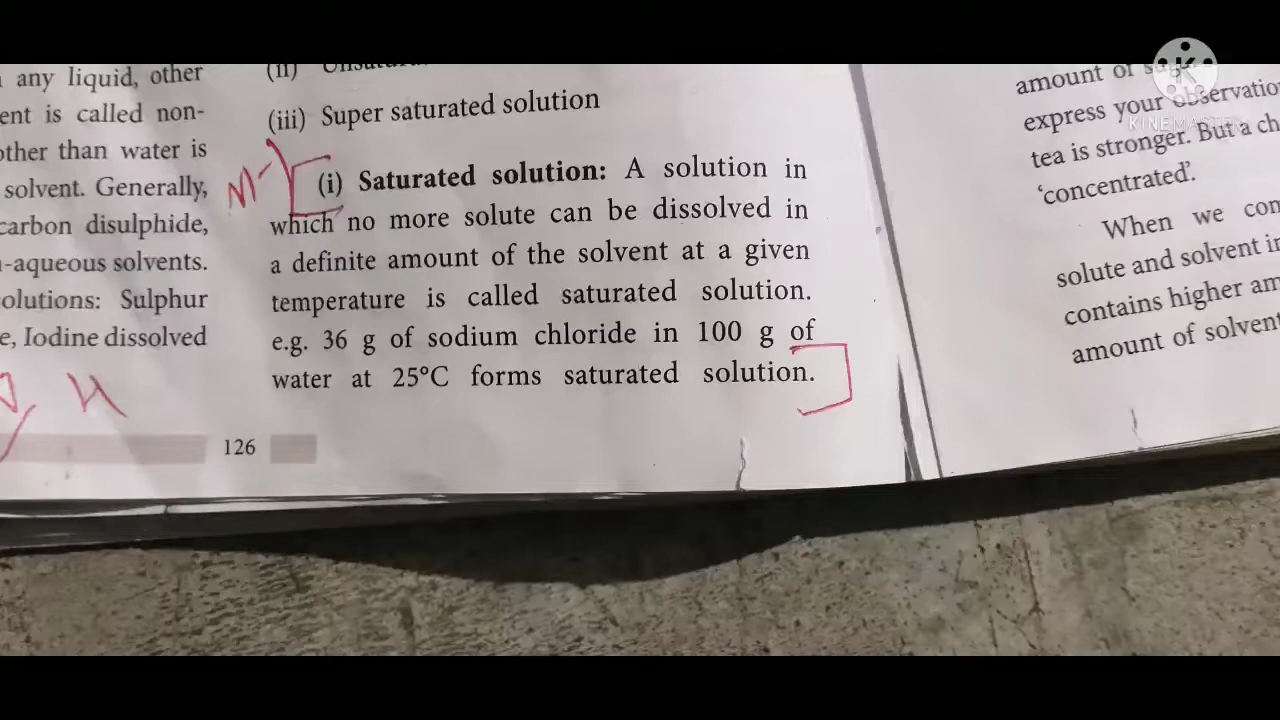 any liquid, other
ent is called non-
other than water is
solvent. Generally,
carbon disulphide,
-aqueous solvents.
olutions: Sulphur
e, Iodine dissolved
(ii)
(iii) Super saturated solution
(i) Saturated solution: A solution in
which no more solute can be dissolved in
a definite amount of the solvent at a given
temperature is called saturated solution.
e.g. 36 g of sodium chloride in 100 g of
water at 25°C forms saturated solution.
126
amount of
express your observatio
tea is stronger. But a ch
‘concentrated’.
When we com
solute and solvent in
contains higher am
amount of solvent
KINEMASTER